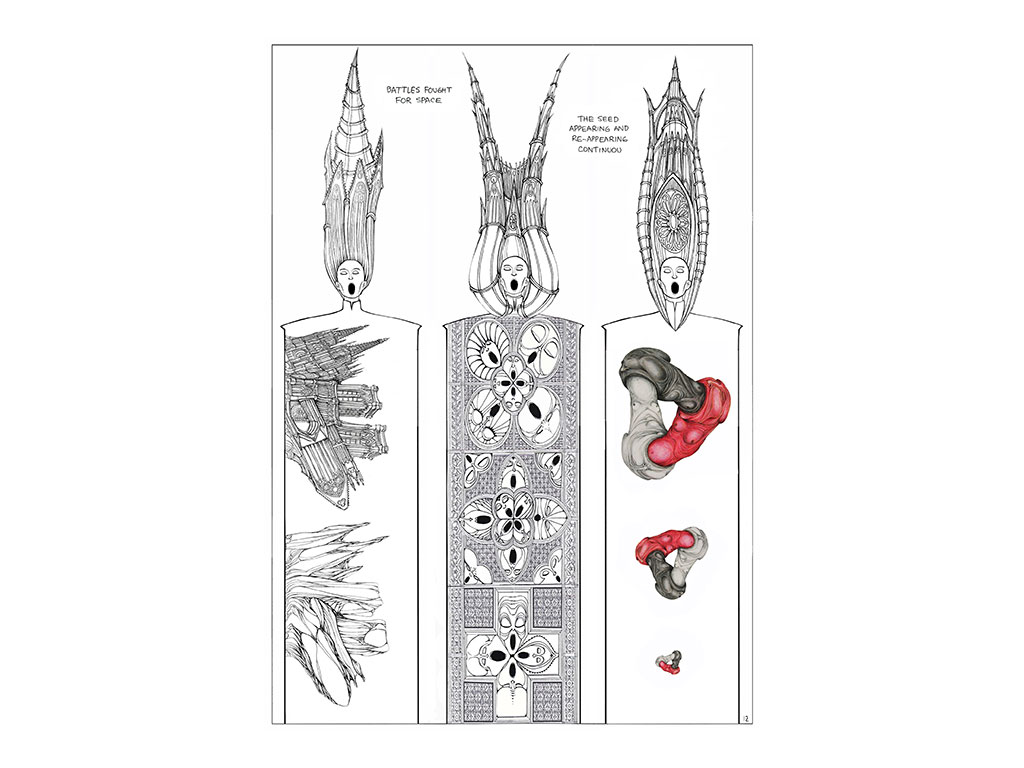 BATTLES FOUGHT
FOR SPACE
THE SEED
APPEARING AND
RE-APPEARING
CONTINUOU
12